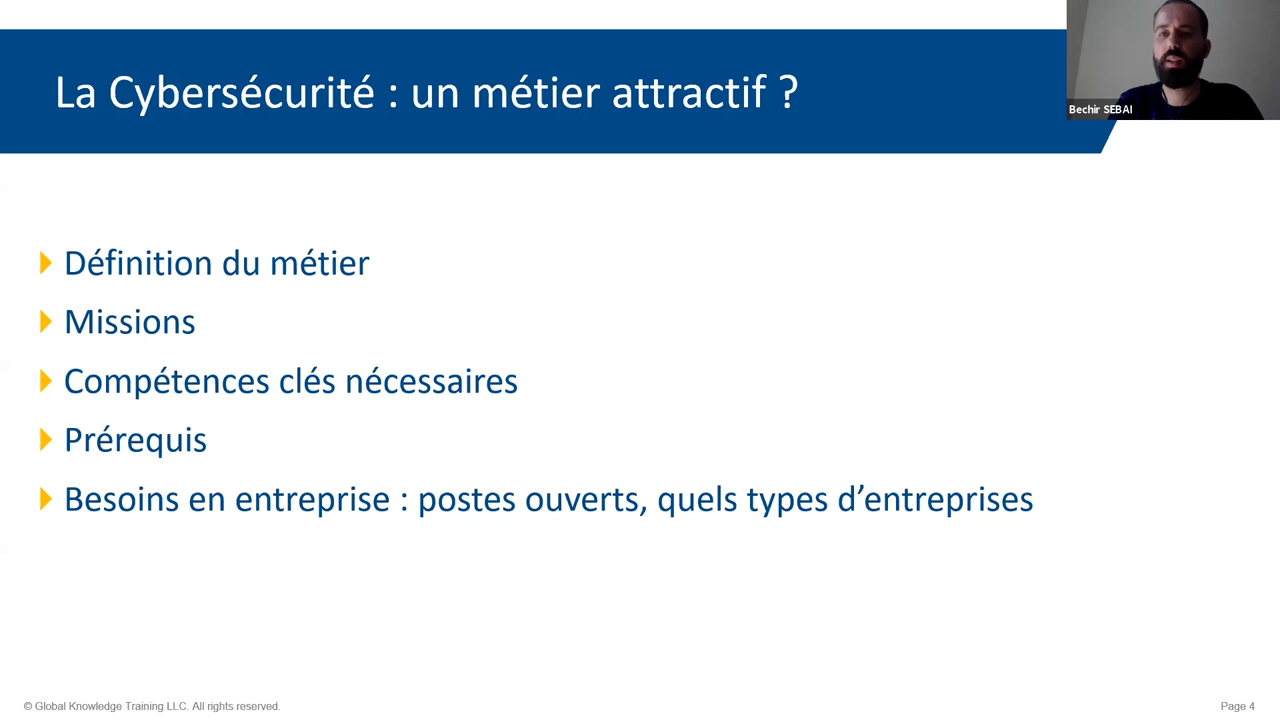 La Cybersécurité : un métier attractif ?
Bechir SEBAI
Définition du métier
Missions
Compétences clés nécessaires
Prérequis
Besoins en entreprise : postes ouverts, quels types d’entreprises
© Global Knowledge Training LLC. All rights reserved.
Page 4